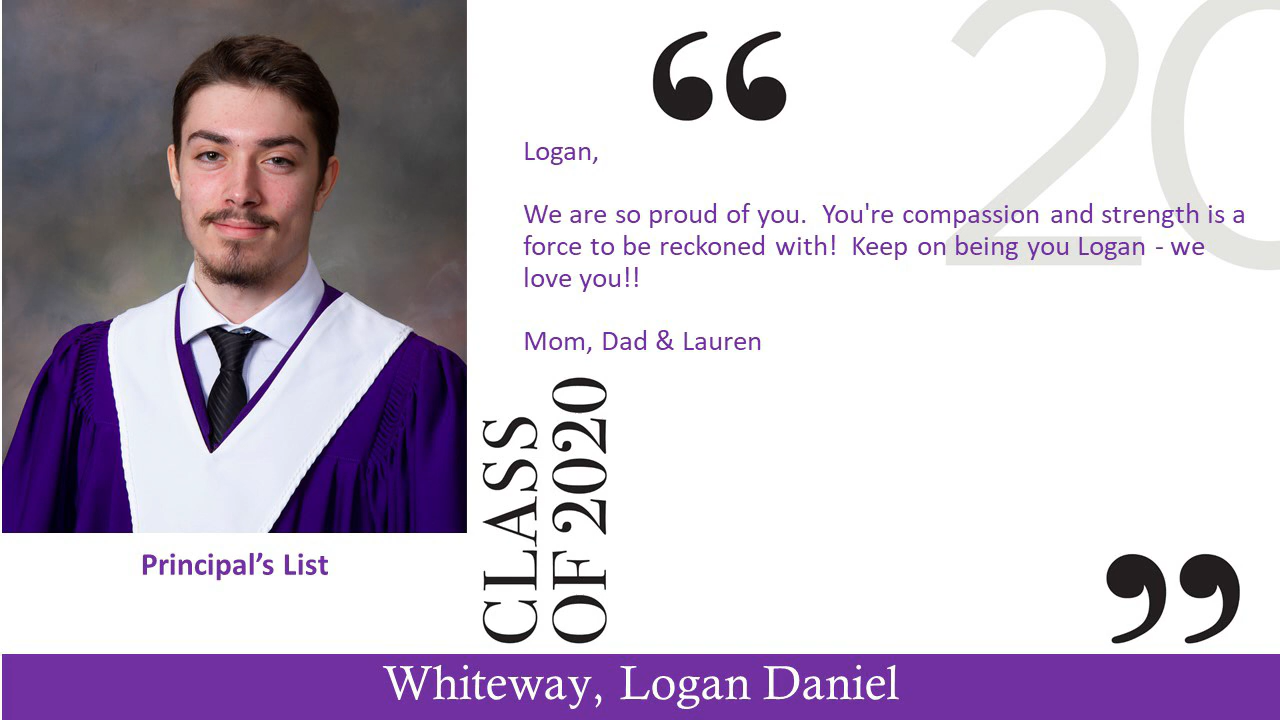 “
20
Logan,
We are so proud of you.  You're compassion and strength is a
force to be reckoned with!  Keep on being you Logan - we
love you!!
Mom, Dad & Lauren
CLASS
OF 2020
”
Principal’s List
Whiteway, Logan Daniel